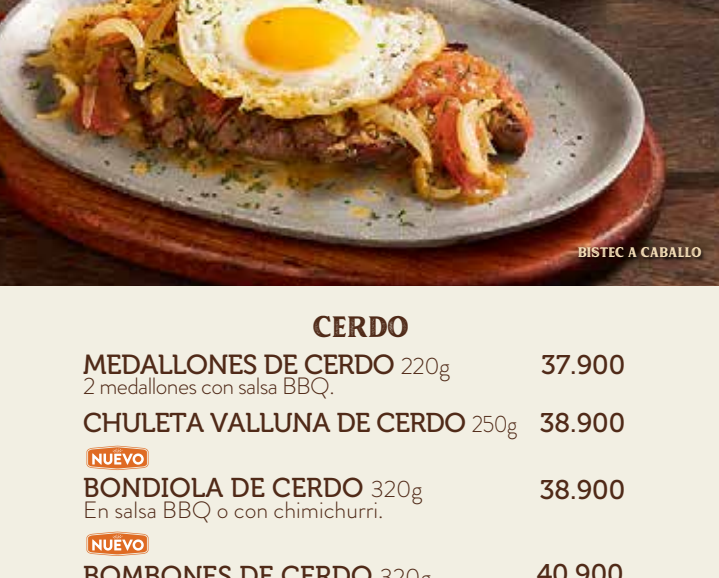 BISTEC A CABALLO
CERDO
MEDALLONES DE CERDO 220g 37.900
2 medallones con salsa BBQ.
CHULETA VALLUNA DE CERDO 250g 38.900
NUEVO
BONDIOLA DE CERDO 320g 38.900
En salsa BBQ o con chimichurri.
NUEVO
BOMBONES DE CERDO 320g 40.900